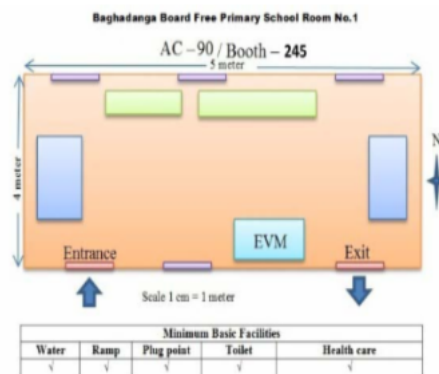 Baghadanga Board Free Primary School Room No.1
AC – 90 / Booth – 245
5 meter
4 meter
N
EVM
Entrance
Exit
Scale 1 cm = 1 meter
Minimum Basic Facilities
Water Ramp Plug point Toilet Health care
√ √ √ √ √